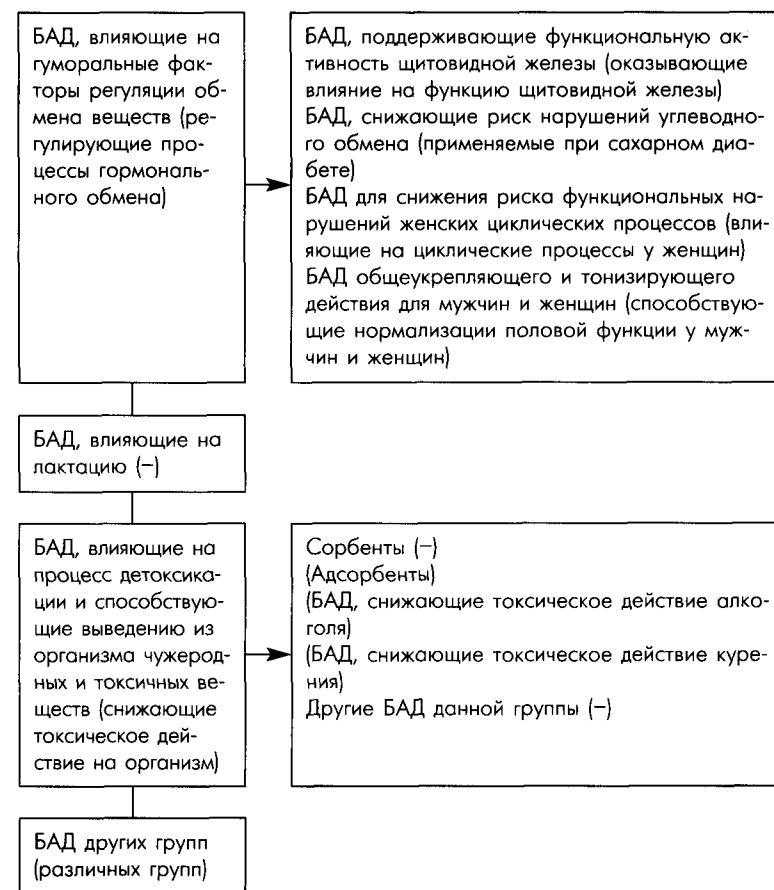 БАД, влияющие на
гуморальные фак-
торы регуляции об-
мена веществ (ре-
гулирующие про-
цессы гормональ-
ного обмена)
БАД, поддерживающие функциональную ак-
тивность щитовидной железы (оказывающие
влияние на функцию щитовидной железы)
БАД, снижающие риск нарушений углеводно-
го обмена (применяемые при сахарном диа-
бете)
БАД для снижения риска функциональных на-
рушений женских циклических процессов (вли-
яющие на циклические процессы у женщин)
БАД общеукрепляющего и тонизирующего
действия для мужчин и женщин (способствую-
щие нормализации половой функции у муж-
чин и женщин)
БАД, влияющие на
лактацию (–)
БАД, влияющие на
процесс детоксика-
ции и способствую-
щие выведению из
организма чужерод-
ных и токсичных ве-
ществ (снижающие
токсическое дей-
ствие на организм)
Сорбенты (–)
(Адсорбенты)
(БАД, снижающие токсическое действие алко-
голя)
(БАД, снижающие токсическое действие куре-
ния)
Другие БАД данной группы (–)
БАД других групп
(различных групп)